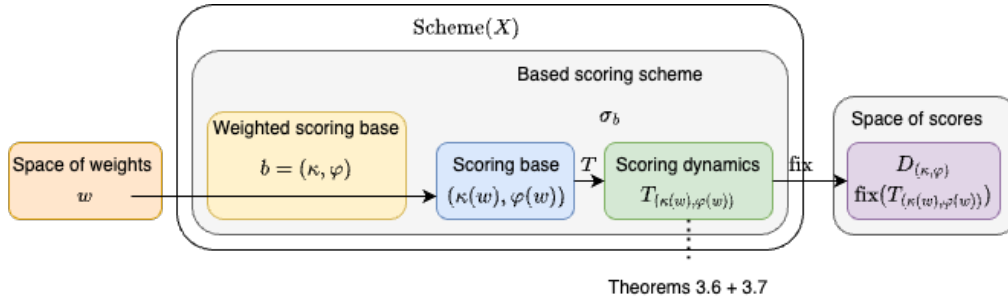 Scheme(X)
Based scoring scheme
σ_b
Space of weights
w
Weighted scoring base
b = (κ, φ)
Scoring base
(κ(w), φ(w))
T
Scoring dynamics
T_{(κ(w),φ(w))}
fix
Space of scores
D_{(κ,φ)}
fix(T_{(κ(w),φ(w))})
Theorems 3.6 + 3.7